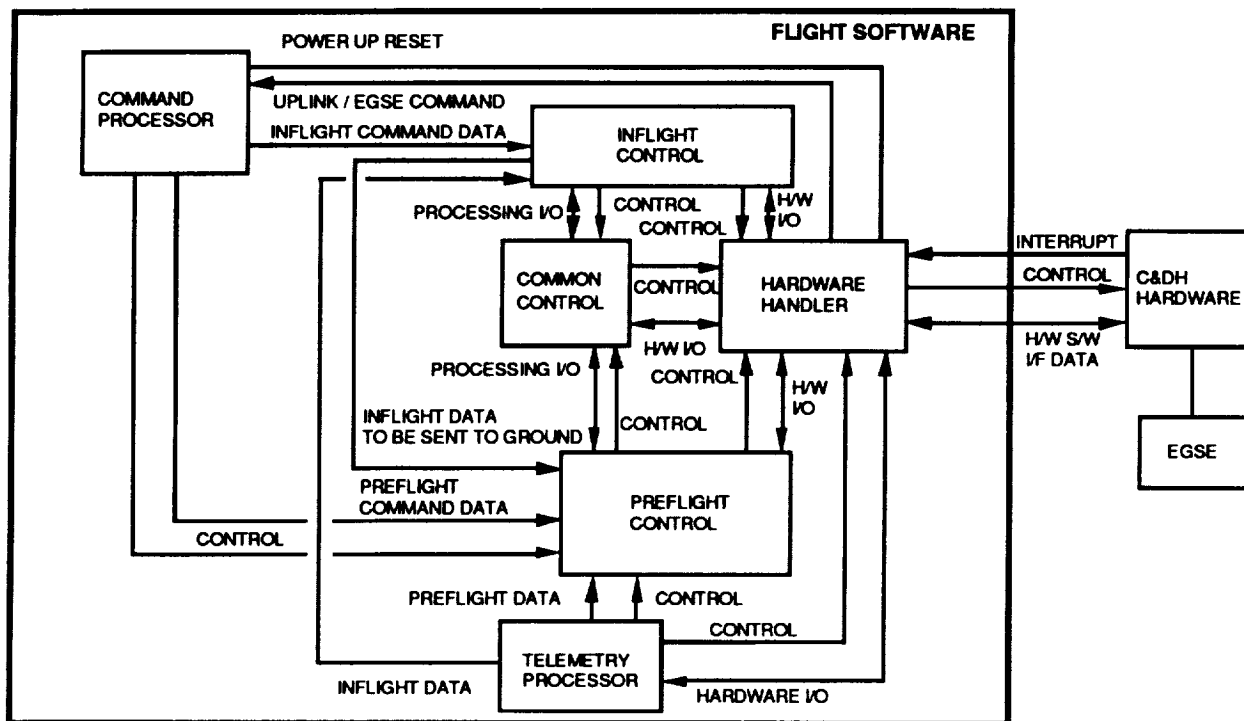 FLIGHT SOFTWARE
POWER UP RESET
COMMAND
PROCESSOR
UPLINK / EGSE COMMAND
INFLIGHT COMMAND DATA
INFLIGHT
CONTROL
PROCESSING I/O
CONTROL
CONTROL
H/W
I/O
COMMON
CONTROL
CONTROL
HARDWARE
HANDLER
INTERRUPT
CONTROL
C&DH
HARDWARE
H/W I/O
H/W S/W
I/F DATA
PROCESSING I/O
CONTROL
H/W
I/O
INFLIGHT DATA
TO BE SENT TO GROUND
CONTROL
EGSE
PREFLIGHT
COMMAND DATA
PREFLIGHT
CONTROL
CONTROL
PREFLIGHT DATA
CONTROL
CONTROL
TELEMETRY
PROCESSOR
INFLIGHT DATA
HARDWARE I/O